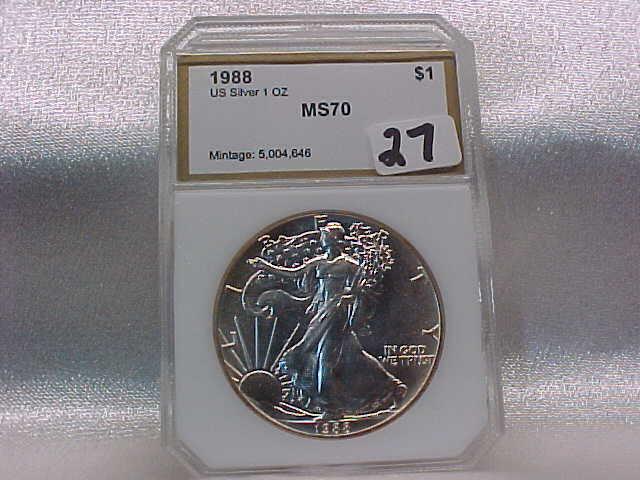 1988 $1
US Silver 1 OZ
MS70
27
Mintage: 5,004,646
LIBERTY
IN GOD
WE TRUST
1988